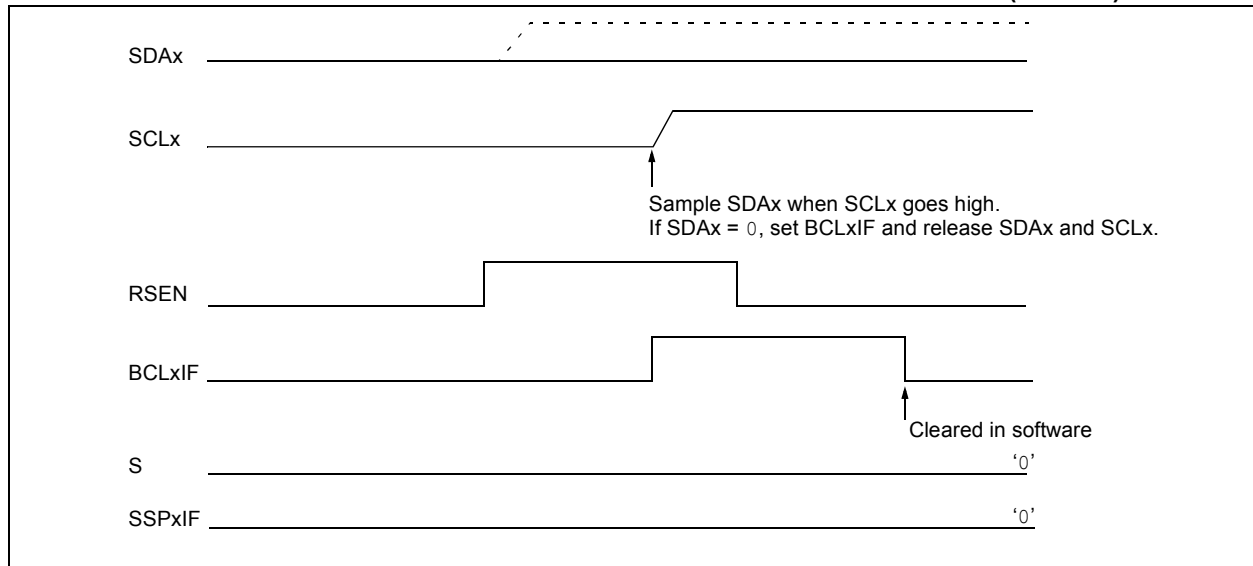 SDAx
SCLx
Sample SDAx when SCLx goes high.
If SDAx = 0, set BCLxIF and release SDAx and SCLx.
RSEN
BCLxIF
Cleared in software
S
‘0’
SSPxIF
‘0’